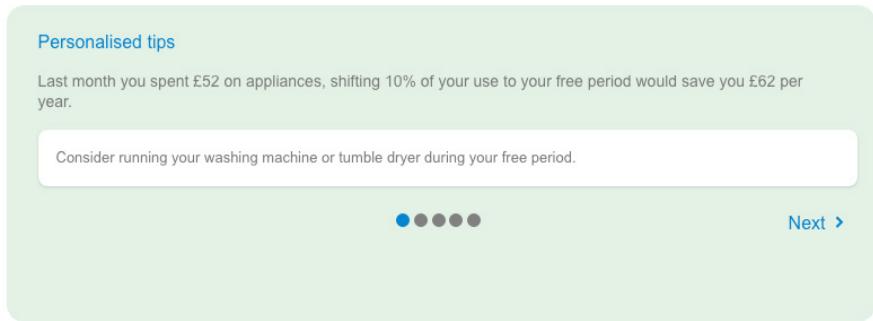 Personalised tips
Last month you spent £52 on appliances, shifting 10% of your use to your free period would save you £62 per
year.
Consider running your washing machine or tumble dryer during your free period.
Next